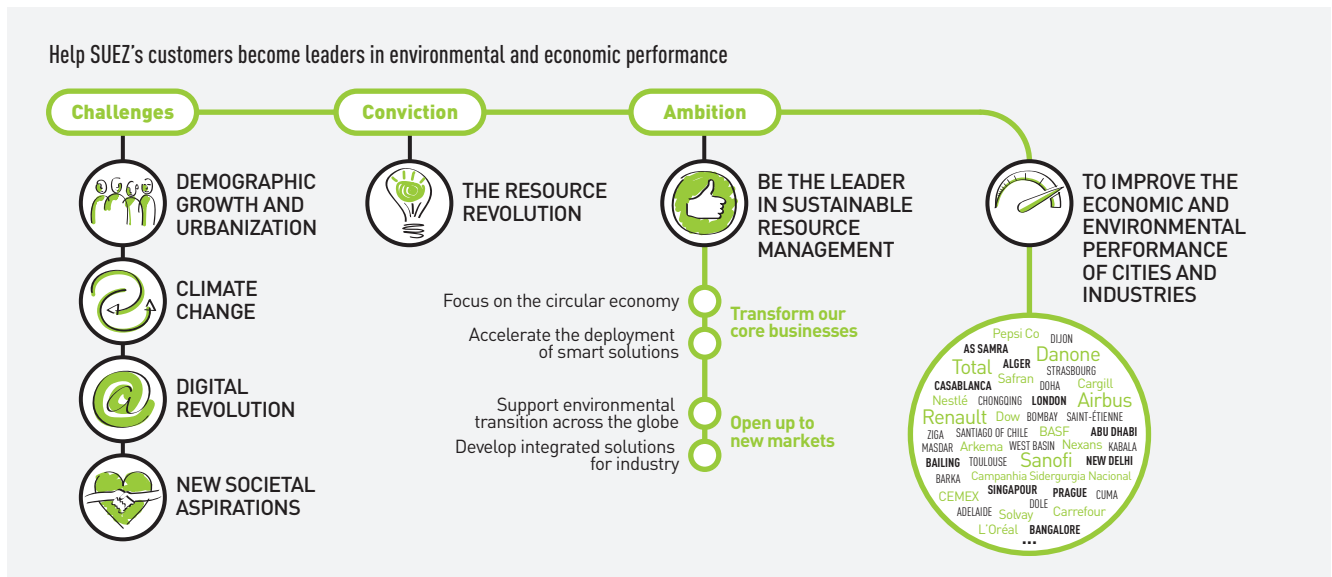 Help SUEZ's customers become leaders in environmental and economic performance
Challenges
Conviction
Ambition
DEMOGRAPHIC
GROWTH AND
URBANIZATION
CLIMATE
CHANGE
@
DIGITAL
REVOLUTION
NEW SOCIETAL
ASPIRATIONS
THE RESOURCE
REVOLUTION
BE THE LEADER
IN SUSTAINABLE
RESOURCE
MANAGEMENT
Focus on the circular economy
Accelerate the deployment
of smart solutions
Transform our
core businesses
Support environmental
transition across the globe
Develop integrated solutions
for industry
Open up to
new markets
TO IMPROVE THE
ECONOMIC AND
ENVIRONMENTAL
PERFORMANCE
OF CITIES AND
INDUSTRIES
Pepsi Co DIJON
AS SAMRA Danone
Total ALGER STRASBOURG
CASABLANCA Safran DOHA Cargill
Nestlé CHONGQING LONDON Airbus
Renault Dow BOMBAY SAINT-ÉTIENNE
ZIGA SANTIAGO OF CHILE BASF ABU DHABI
MASDAR Arkema WEST BASIN Nexans KABALA
BAILING TOULOUSE Sanofi NEW DELHI
BARKA Campanhia Sidergurgia Nacional
CEMEX SINGAPOUR PRAGUE CUMA
ADELAIDE Solvay DOLE Carrefour
L'Oréal BANGALORE
...